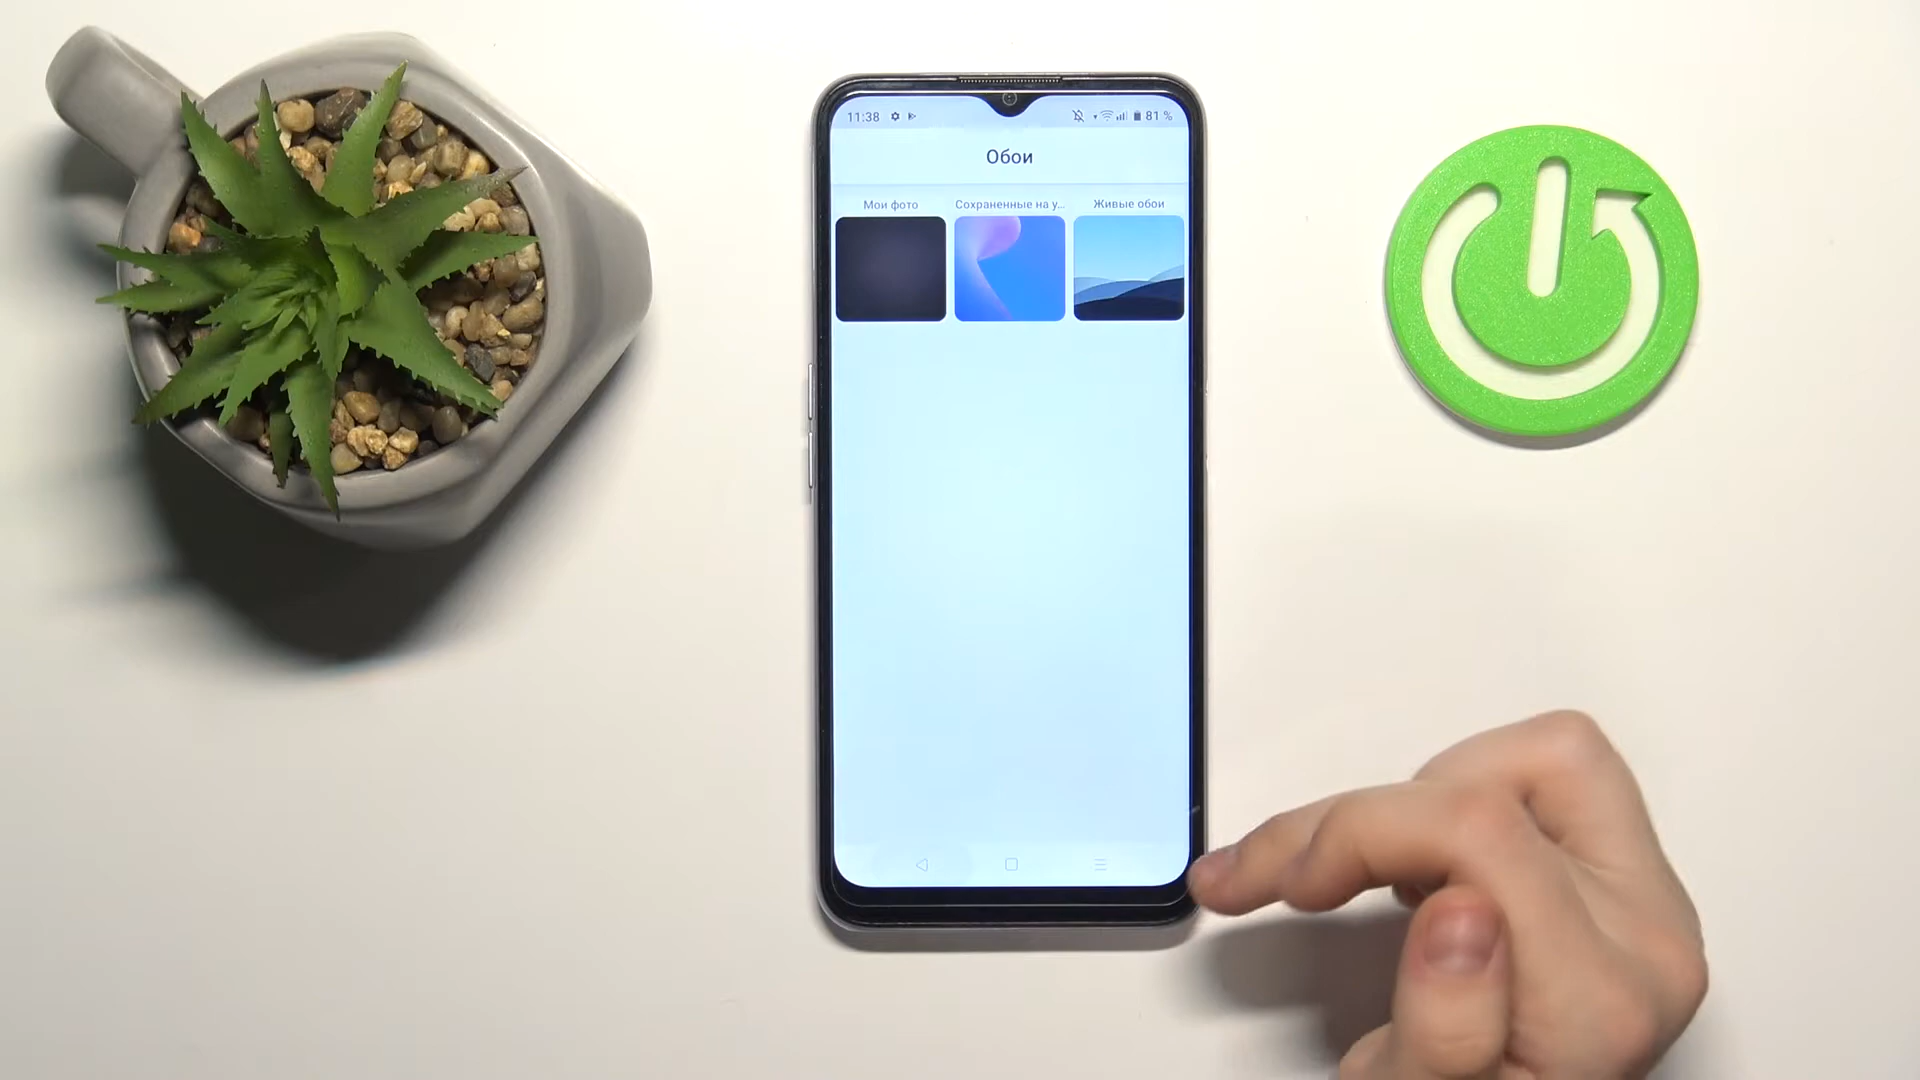 11:38 81 %
Обои
Мои фото Сохраненные на у... Живые обои